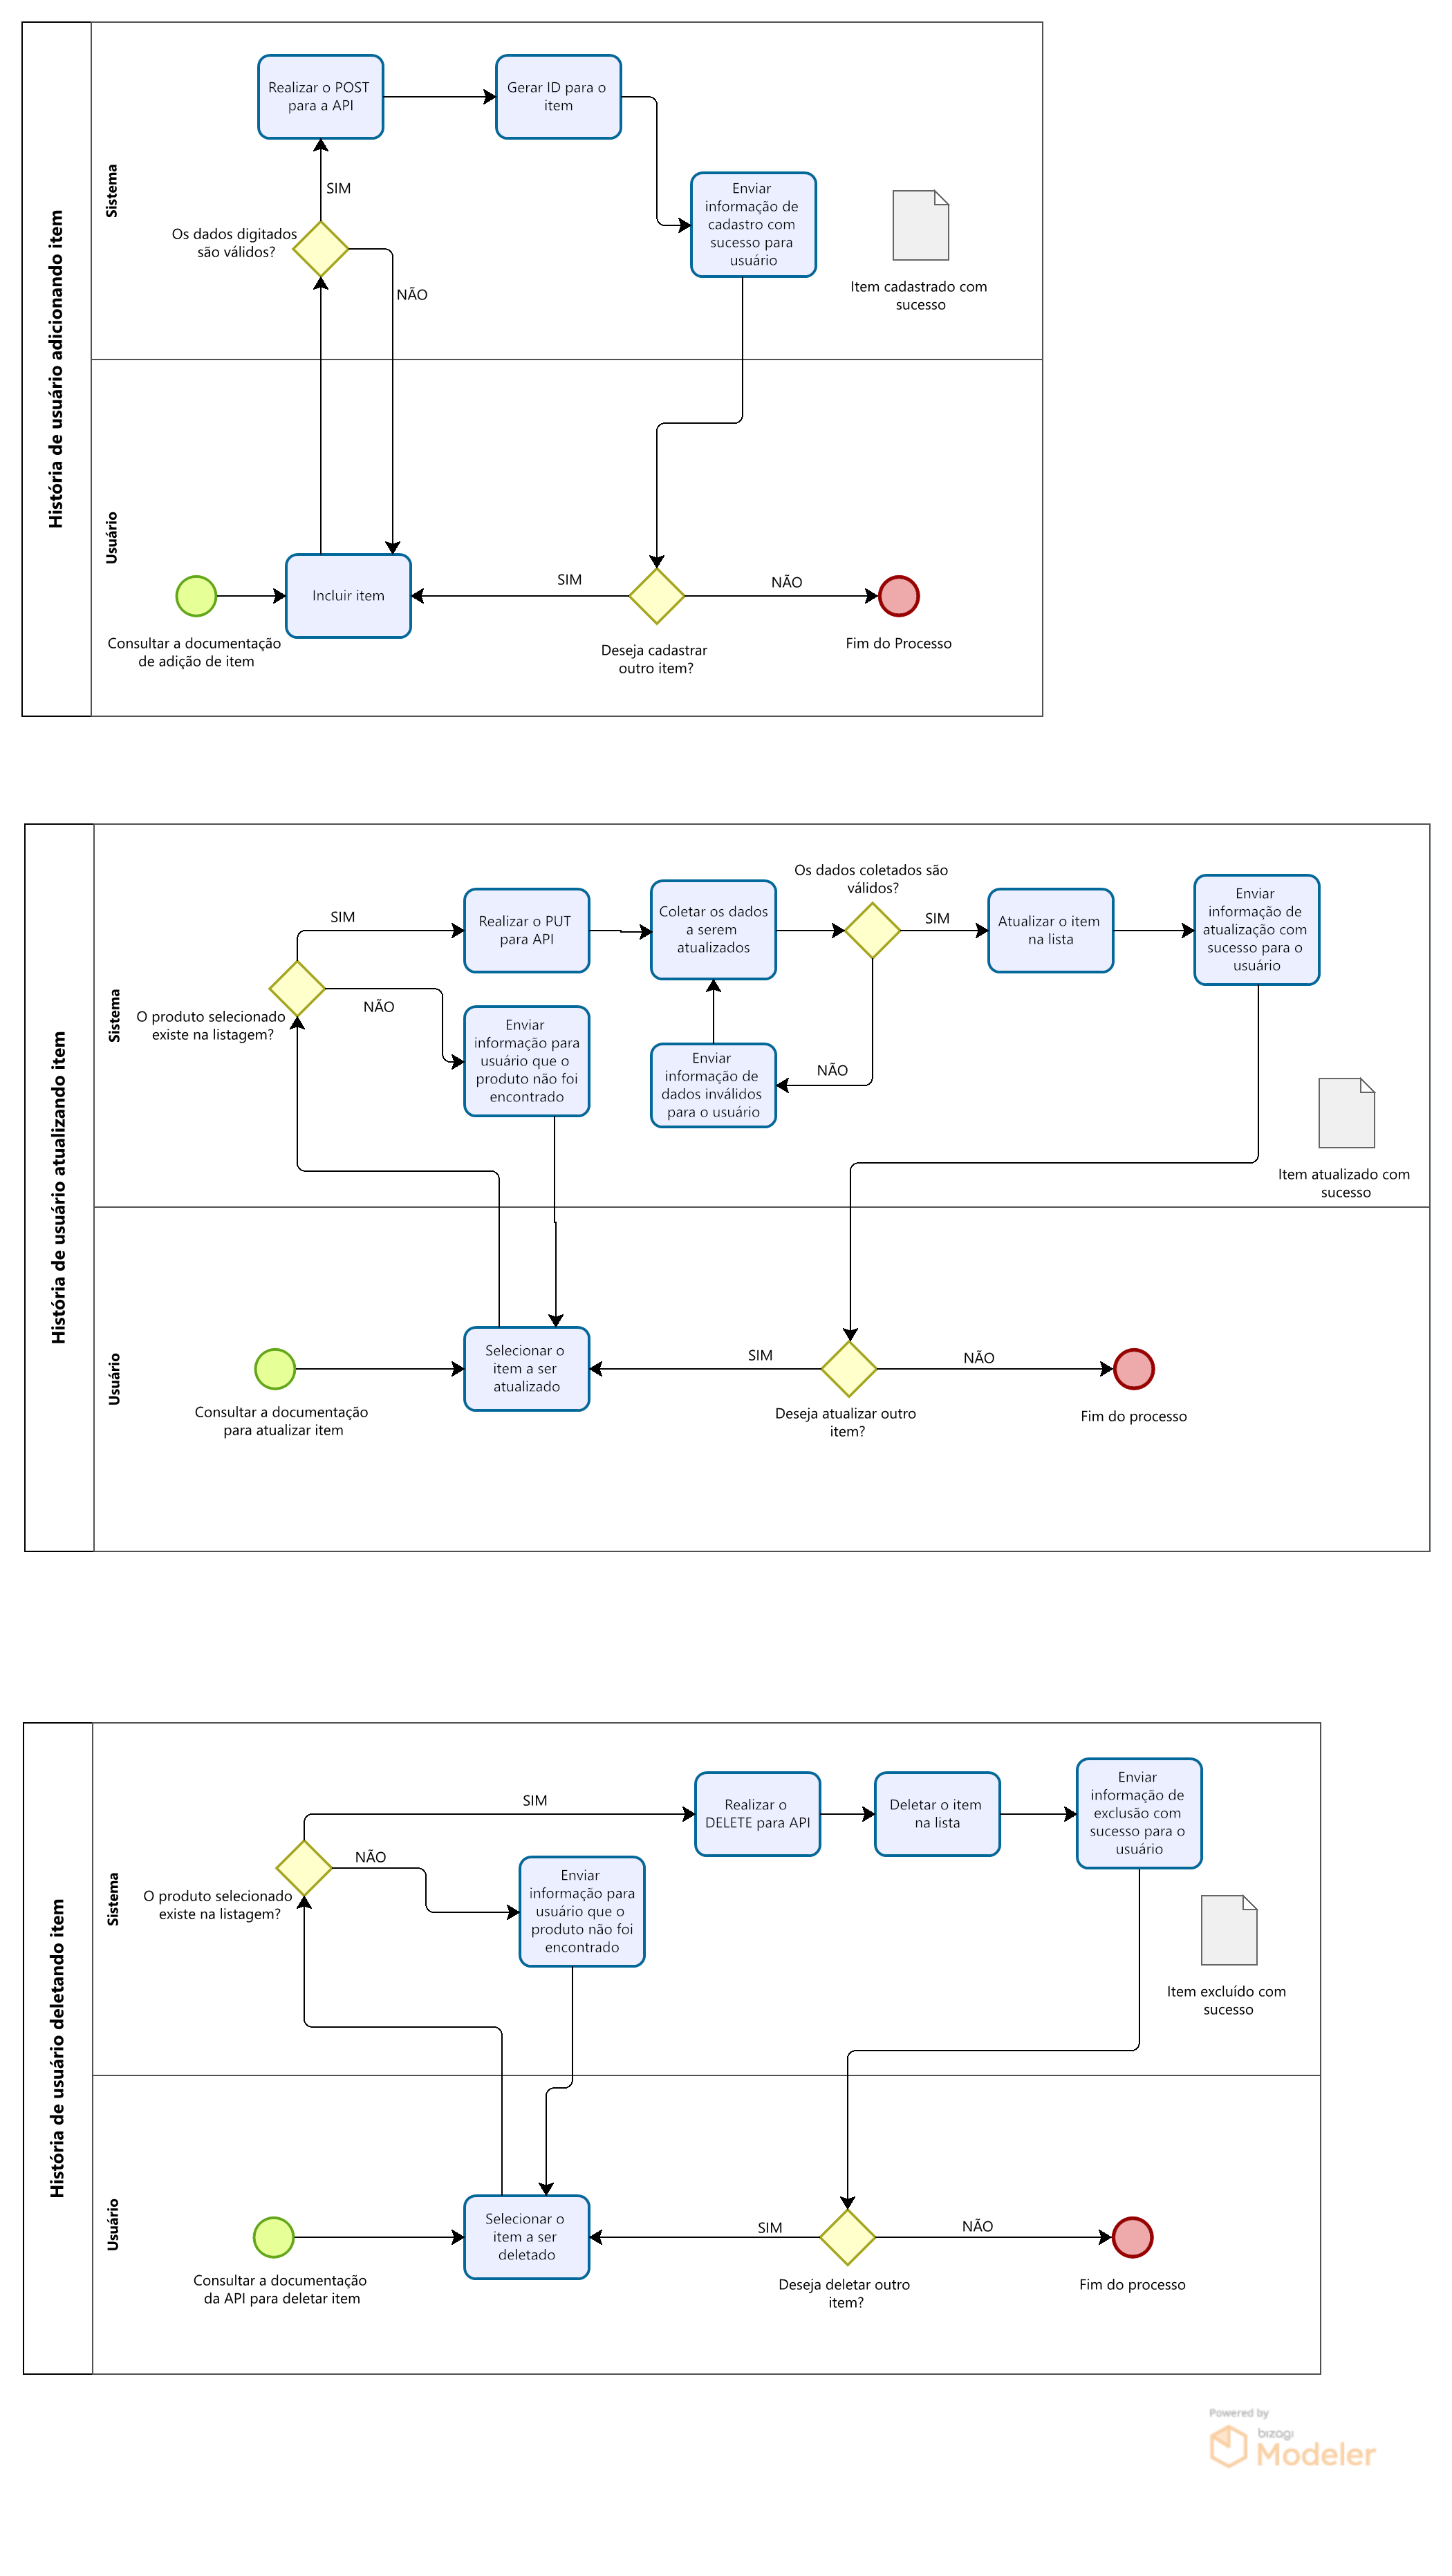 História de usuário adicionando item
Sistema
Realizar o POST
para a API
Gerar ID para o
item
SIM
Os dados digitados
são válidos?
NÃO
Enviar
informação de
cadastro com
sucesso para
usuário
Item cadastrado com
sucesso
Usuário
Consultar a documentação
de adição de item
Incluir item
SIM
Deseja cadastrar
outro item?
NÃO
Fim do Processo
História de usuário atualizando item
Sistema
O produto selecionado
existe na listagem?
SIM
NÃO
Realizar o PUT
para API
Enviar
informação para
usuário que o
produto não foi
encontrado
Coletar os dados
a serem
atualizados
Os dados coletados são
válidos?
SIM
NÃO
Enviar
informação de
dados inválidos
para o usuário
Atualizar o item
na lista
Enviar
informação de
atualização com
sucesso para o
usuário
Item atualizado com
sucesso
Usuário
Consultar a documentação
para atualizar item
Selecionar o
item a ser
atualizado
SIM
Deseja atualizar outro
item?
NÃO
Fim do processo
História de usuário deletando item
Sistema
O produto selecionado
existe na listagem?
SIM
NÃO
Enviar
informação para
usuário que o
produto não foi
encontrado
Realizar o
DELETE para API
Deletar o item
na lista
Enviar
informação de
exclusão com
sucesso para o
usuário
Item excluído com
sucesso
Usuário
Consultar a documentação
da API para deletar item
Selecionar o
item a ser
deletado
SIM
Deseja deletar outro
item?
NÃO
Fim do processo
Powered by
bizagi
Modeler